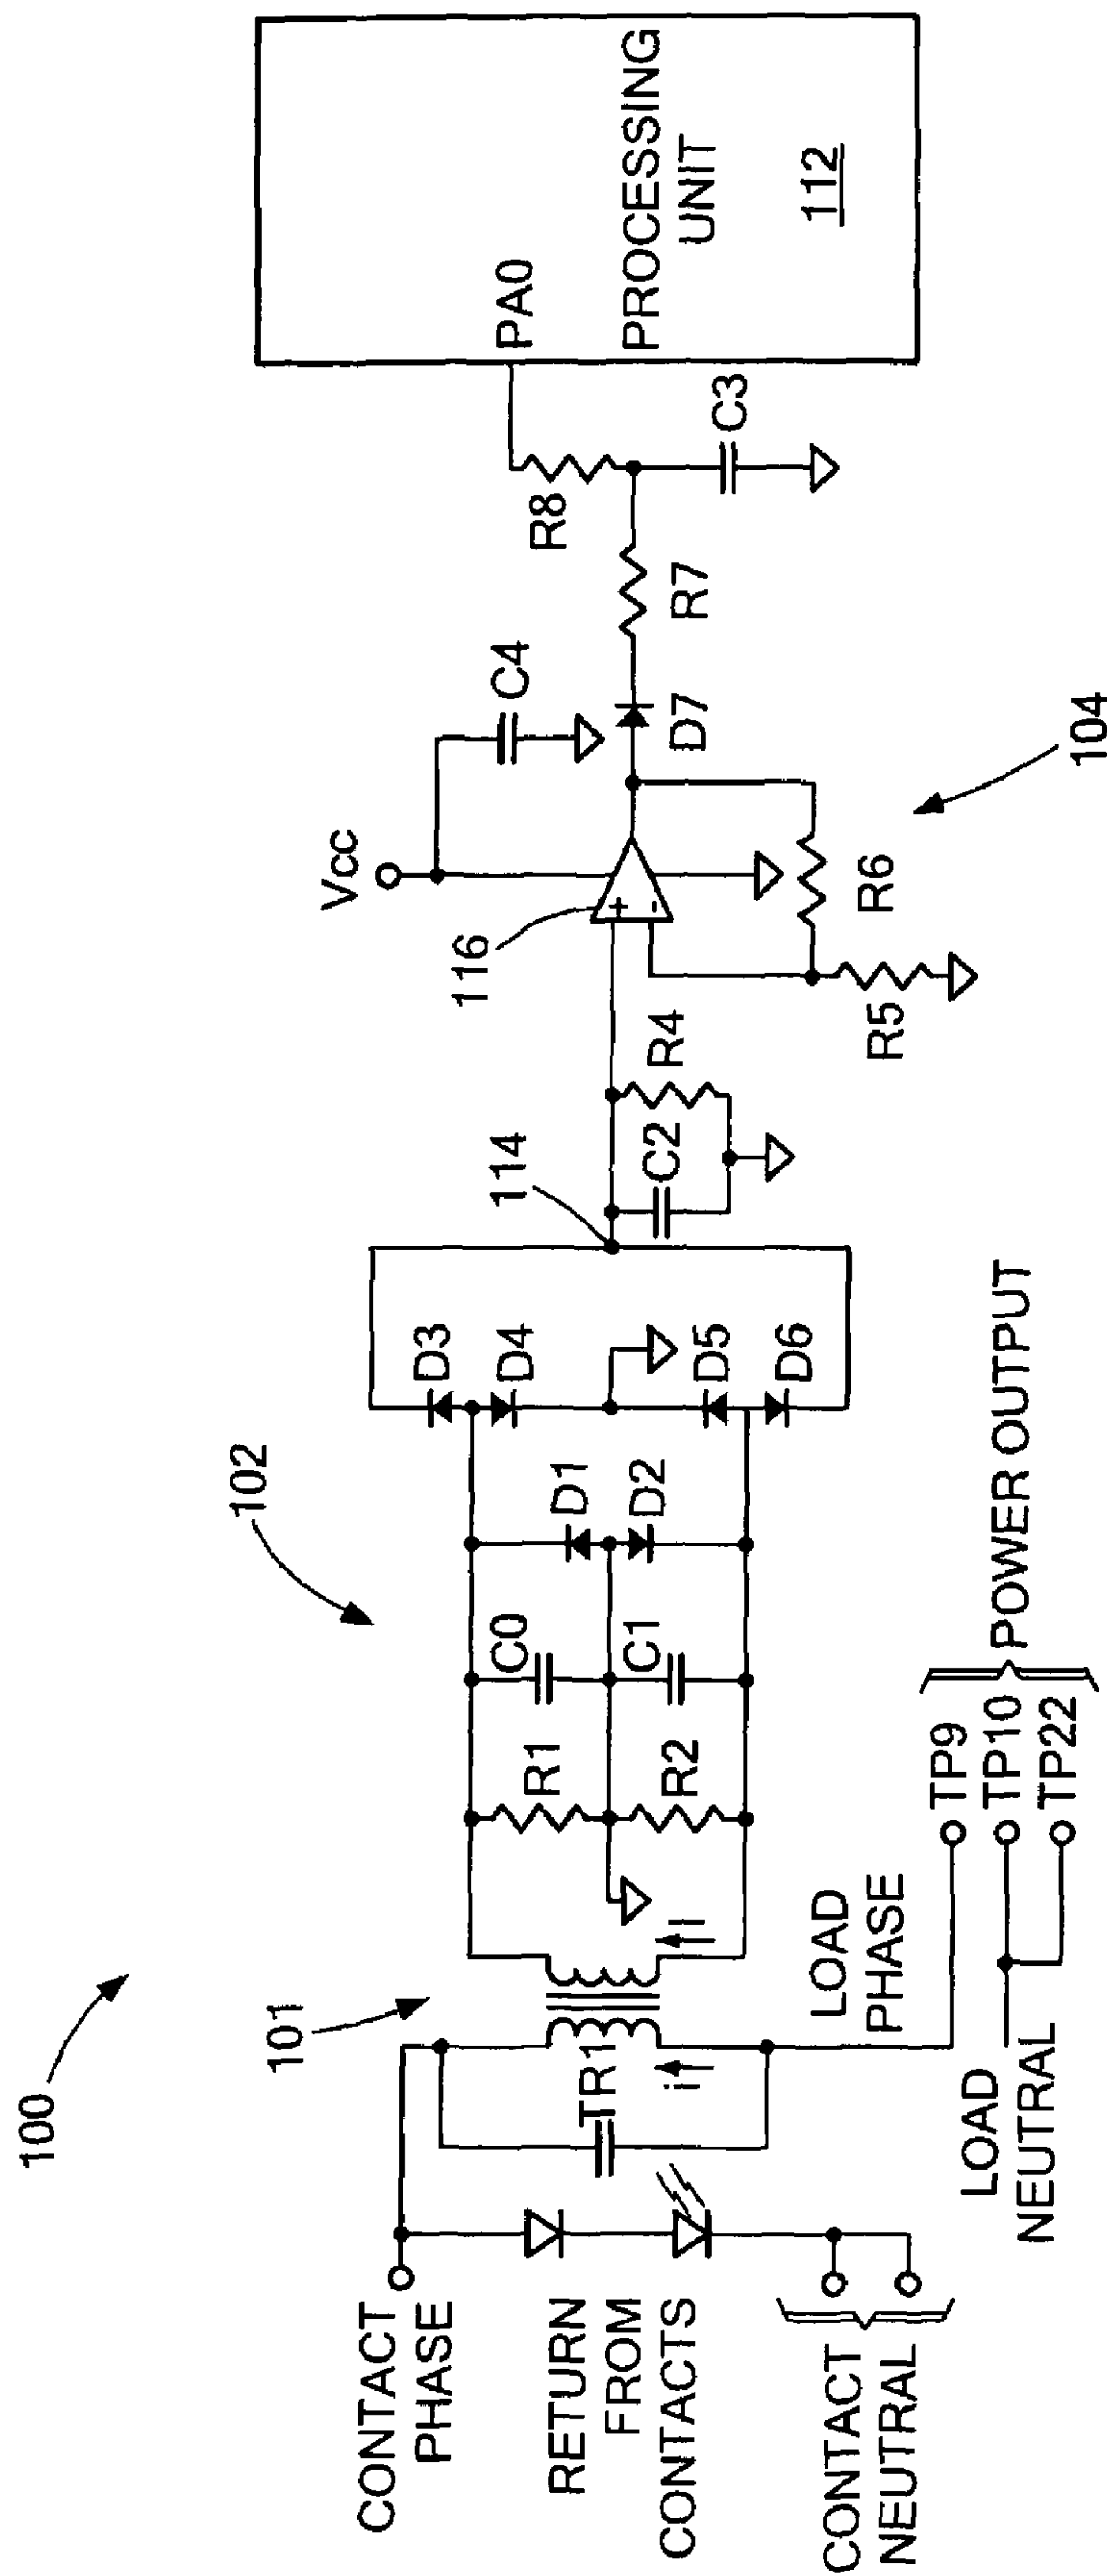 100
101
102
104
CONTACT
PHASE
RETURN
FROM
CONTACTS
CONTACT
NEUTRAL
TR1
i
I
LOAD
PHASE
LOAD
NEUTRAL
TP9
TP10
TP22
POWER OUTPUT
R1
R2
C0
C1
D1
D2
D3
D4
D5
D6
114
C2
R4
116
+
-
Vcc
C4
R5
R6
D7
R7
R8
C3
PA0
PROCESSING
UNIT
112